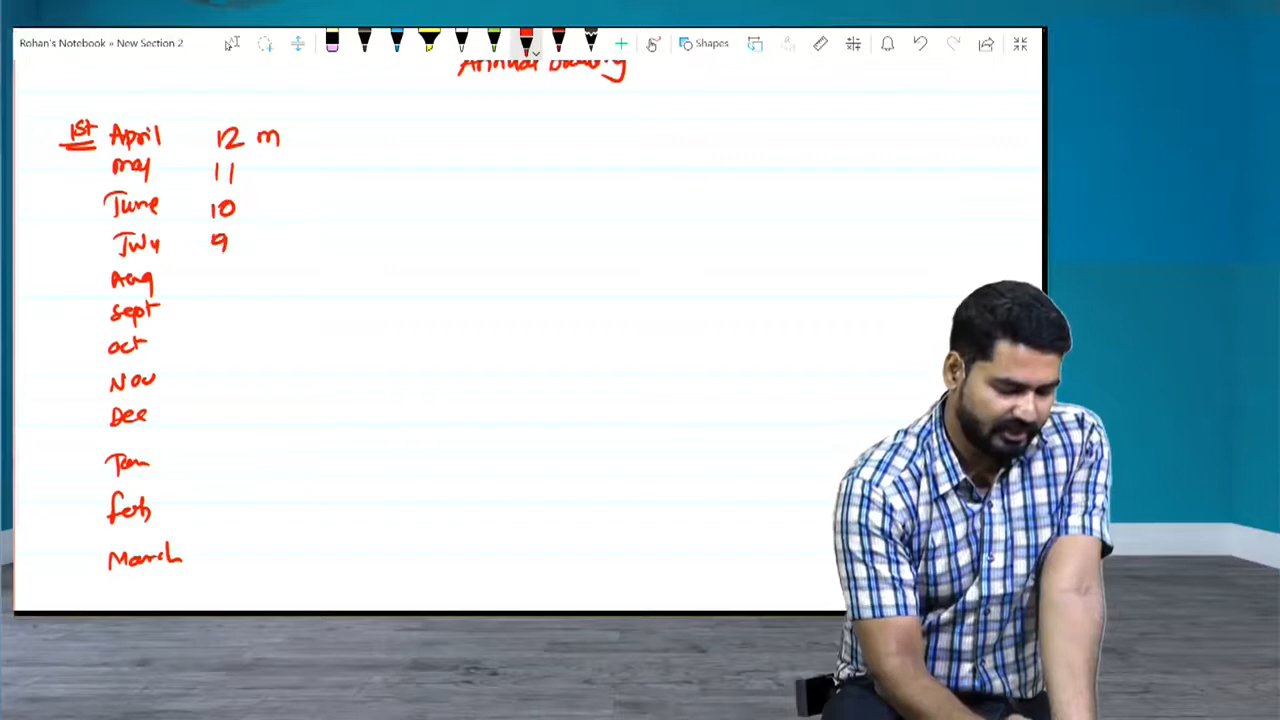 Rohan's Notebook » New Section 2
Shapes
Annual
1st April 12 m
May 11
June 10
July 9
Aug
Sept
Oct
Nov
Dec
Jan
Feb
March